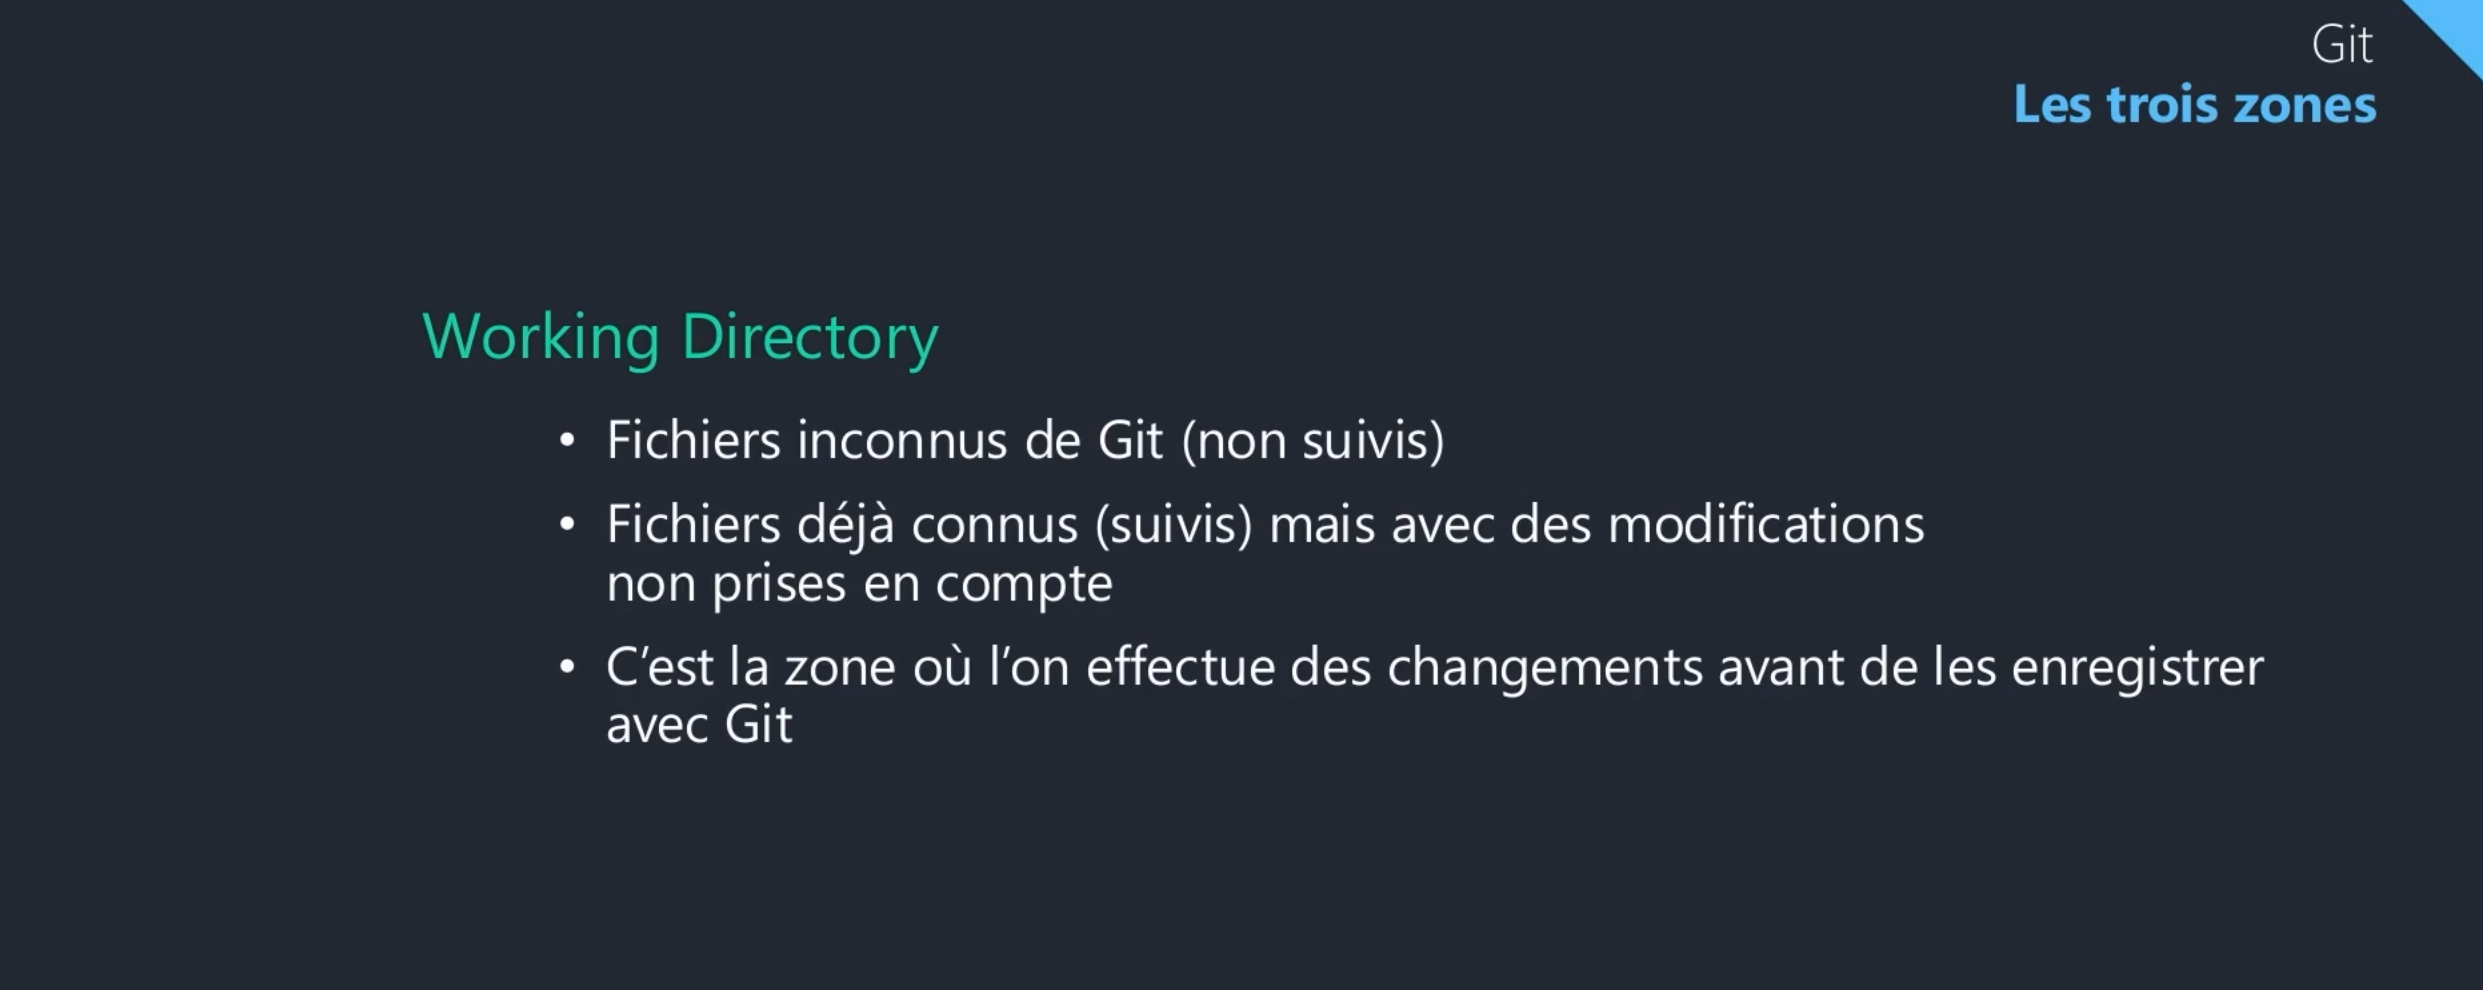 Git
Les trois zones
Working Directory
• Fichiers inconnus de Git (non suivis)
• Fichiers déjà connus (suivis) mais avec des modifications
non prises en compte
• C’est la zone où l’on effectue des changements avant de les enregistrer
avec Git